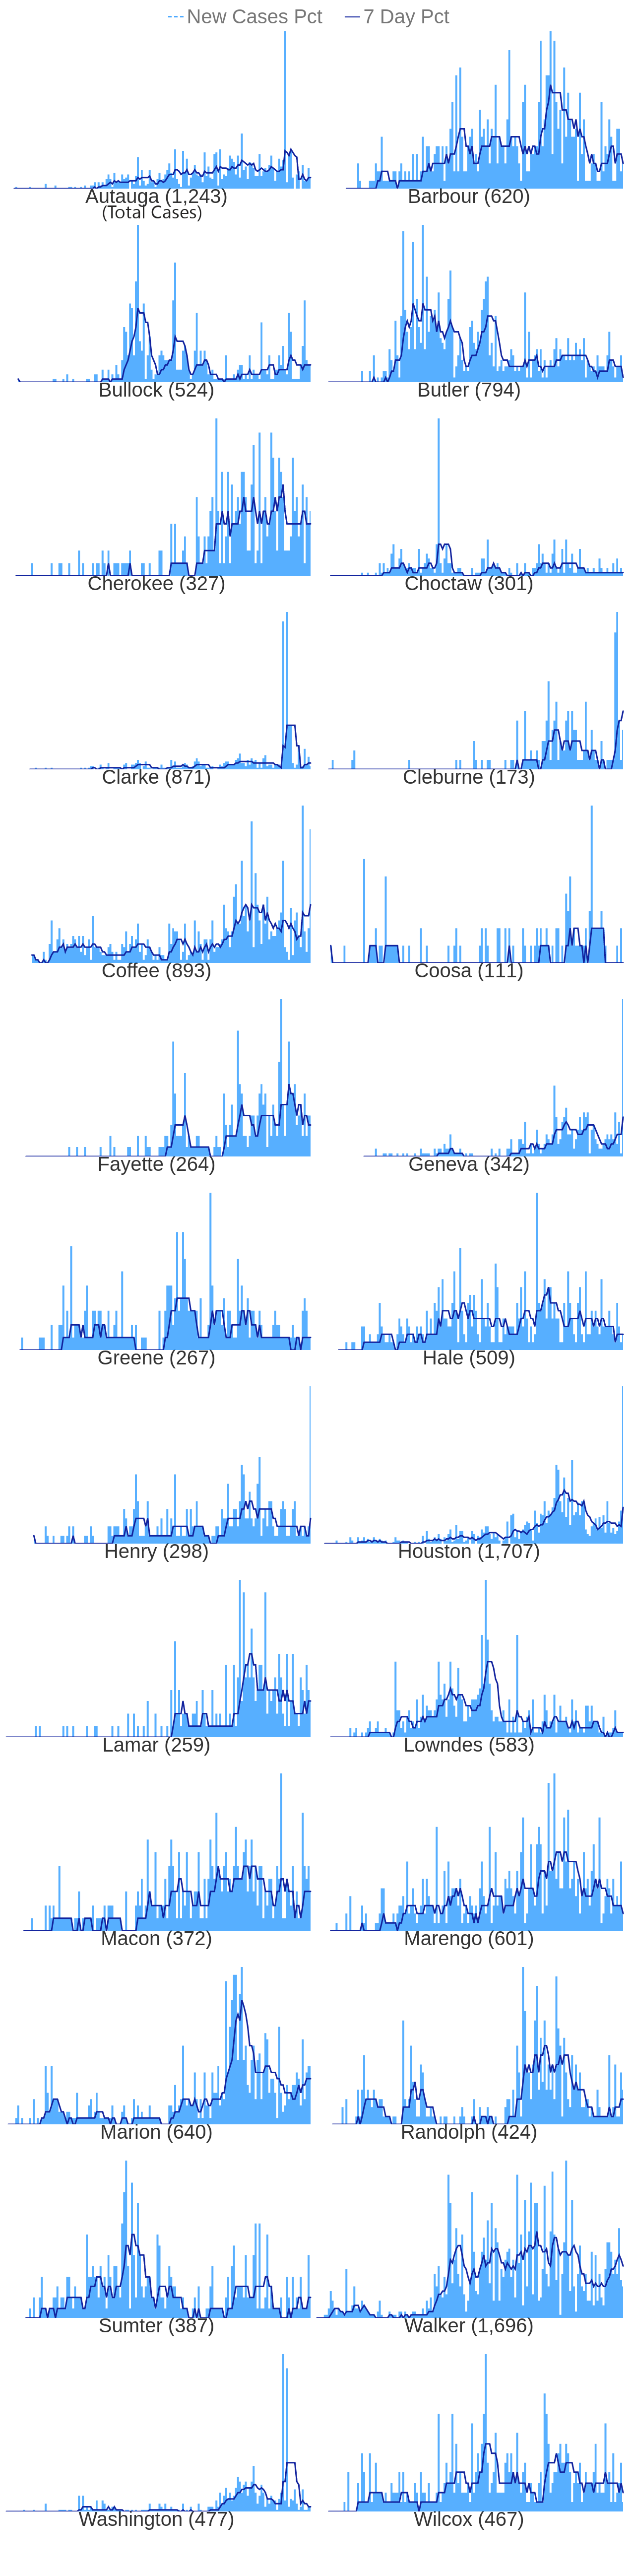 New Cases Pct 7 Day Pct
Autauga (1,243) Barbour (620)
(Total Cases)
Bullock (524) Butler (794)
Cherokee (327) Choctaw (301)
Clarke (871) Cleburne (173)
Coffee (893) Coosa (111)
Fayette (264) Geneva (342)
Greene (267) Hale (509)
Henry (298) Houston (1,707)
Lamar (259) Lowndes (583)
Macon (372) Marengo (601)
Marion (640) Randolph (424)
Sumter (387) Walker (1,696)
Washington (477) Wilcox (467)